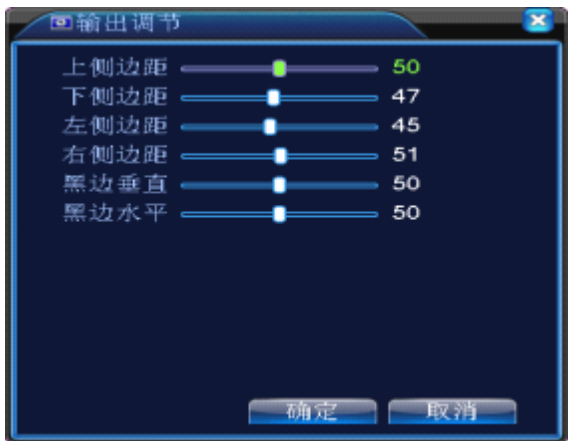 输出调节
上侧边距 50
下侧边距 47
左侧边距 45
右侧边距 51
黑边垂直 50
黑边水平 50
确定 取消